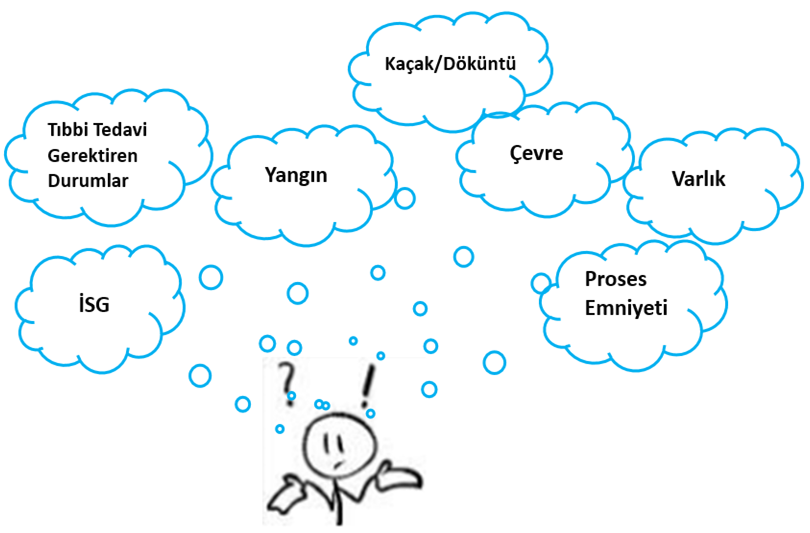 Kaçak/Döküntü
Tıbbi Tedavi
Gerektiren
Durumlar
Yangın
Çevre
Varlık
İSG
Proses
Emniyeti
? !